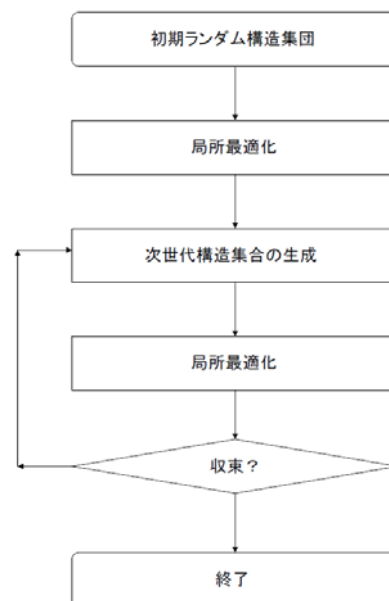 初期ランダム構造集団
局所最適化
次世代構造集合の生成
局所最適化
収束？
終了